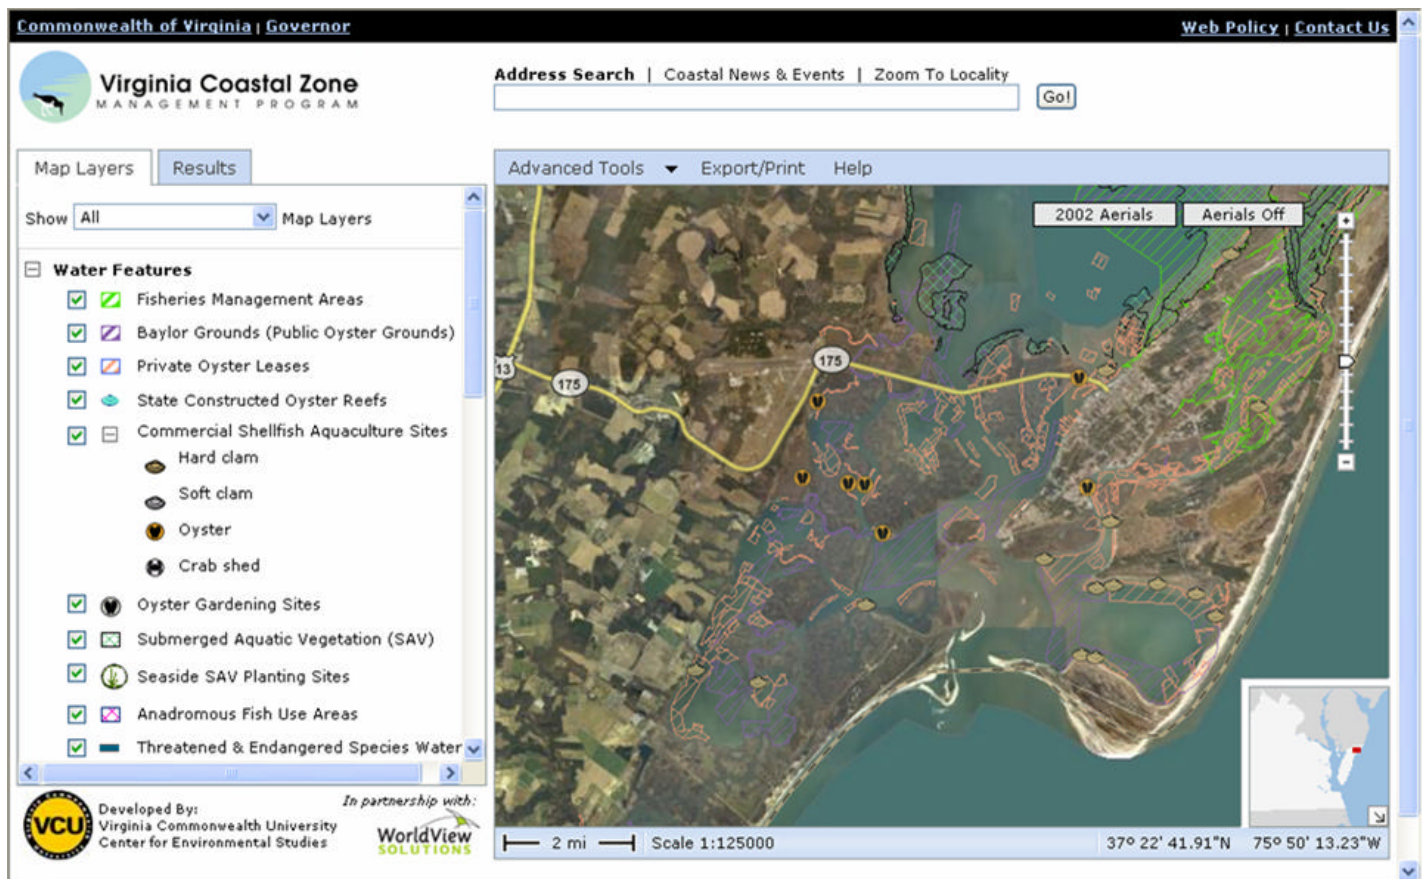 Commonwealth of Virginia | Governor
Web Policy | Contact Us
Virginia Coastal Zone
MANAGEMENT PROGRAM
Address Search | Coastal News & Events | Zoom To Locality
Go!
Map Layers
Results
Show All Map Layers
Water Features
Fisheries Management Areas
Baylor Grounds (Public Oyster Grounds)
Private Oyster Leases
State Constructed Oyster Reefs
Commercial Shellfish Aquaculture Sites
Hard clam
Soft clam
Oyster
Crab shed
Oyster Gardening Sites
Submerged Aquatic Vegetation (SAV)
Seaside SAV Planting Sites
Anadromous Fish Use Areas
Threatened & Endangered Species Water
VCU
Developed By:
Virginia Commonwealth University
Center for Environmental Studies
In partnership with:
WorldView
SOLUTIONS
Advanced Tools Export/Print Help
2002 Aerials
Aerials Off
13
175
175
2 mi
Scale 1:125000
37º 22' 41.91"N 75º 50' 13.23"W